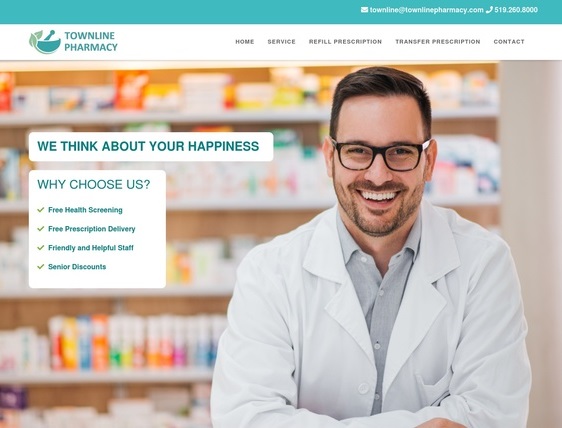 townline@townlinepharmacy.com 519.260.8000
TOWNLINE
PHARMACY
HOME SERVICE REFILL PRESCRIPTION TRANSFER PRESCRIPTION CONTACT
WE THINK ABOUT YOUR HAPPINESS
WHY CHOOSE US?
Free Health Screening
Free Prescription Delivery
Friendly and Helpful Staff
Senior Discounts